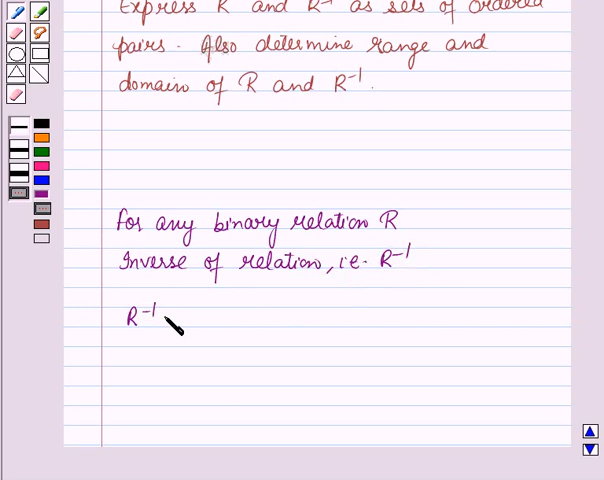 Express R and R⁻¹ as sets of ordered
pairs. Also determine range and
domain of R and R⁻¹.
For any binary relation R
Inverse of relation, i.e. R⁻¹
R⁻¹